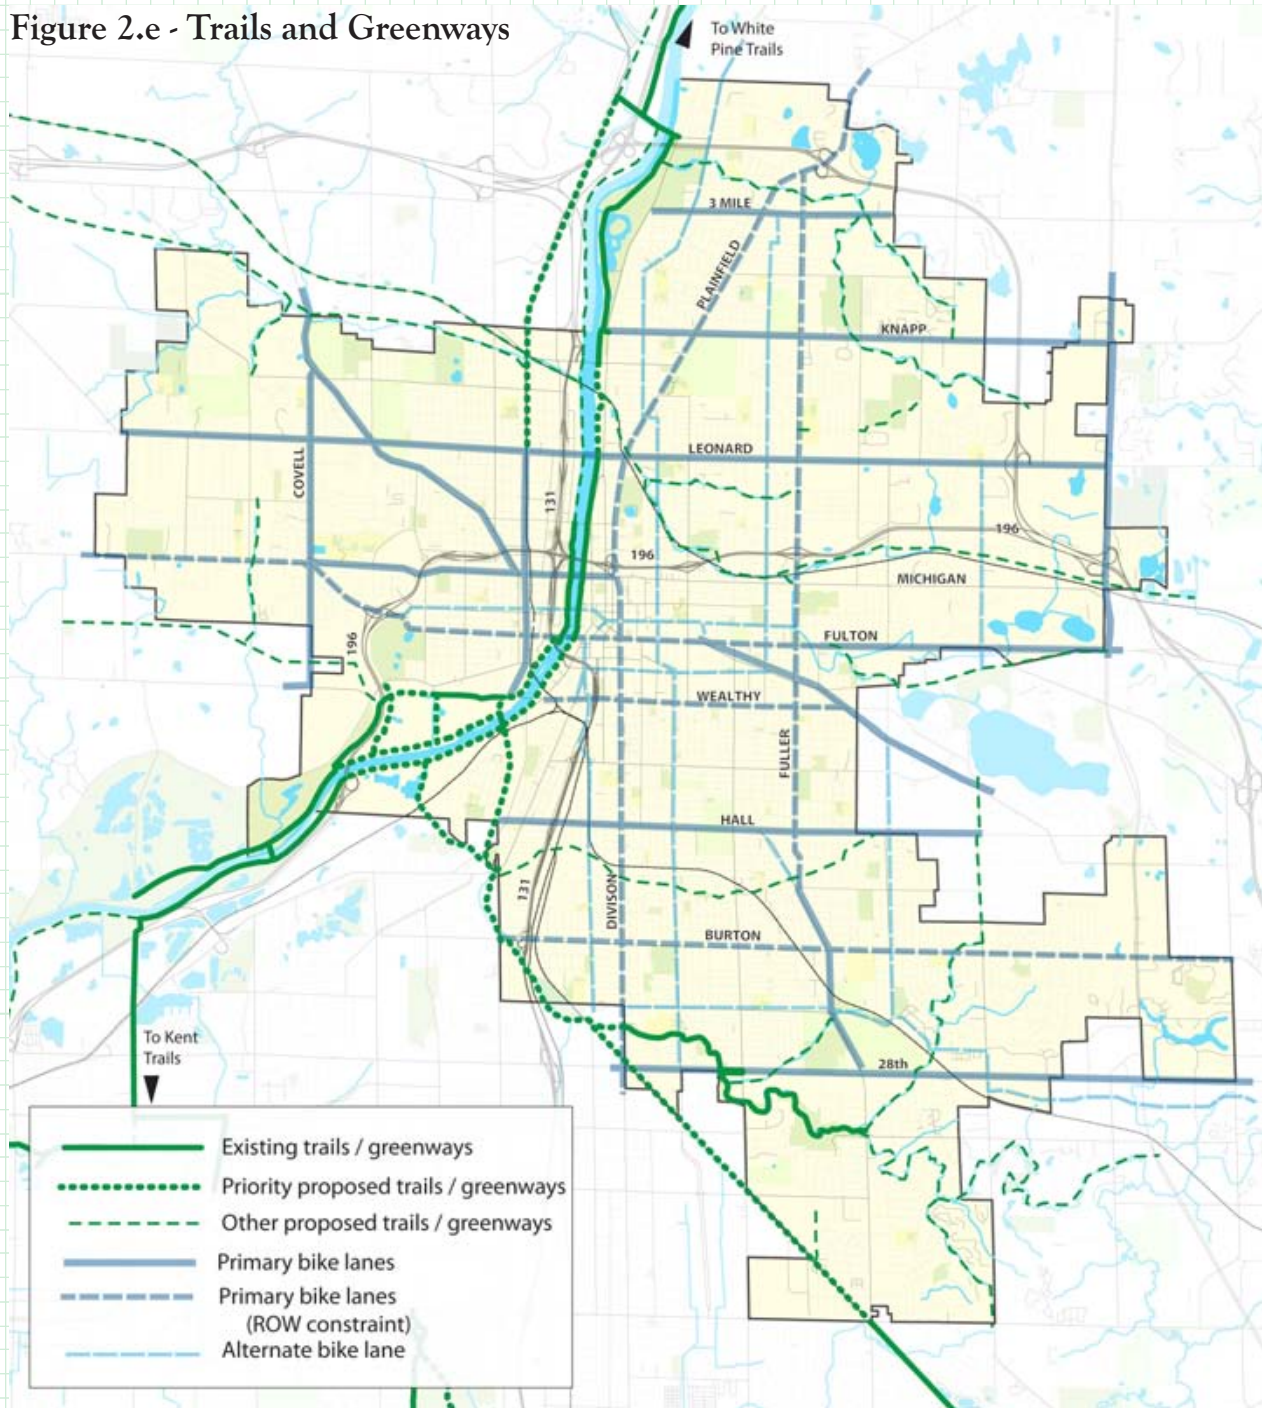 Figure 2.e - Trails and Greenways
To White
Pine Trails
3 MILE
PLAINFIELD
KNAPP
LEONARD
COVELL
131
196
196
MICHIGAN
FULTON
196
WEALTHY
FULLER
HALL
131
DIVISON
BURTON
To Kent
Trails
28th
Existing trails / greenways
Priority proposed trails / greenways
Other proposed trails / greenways
Primary bike lanes
Primary bike lanes
(ROW constraint)
Alternate bike lane